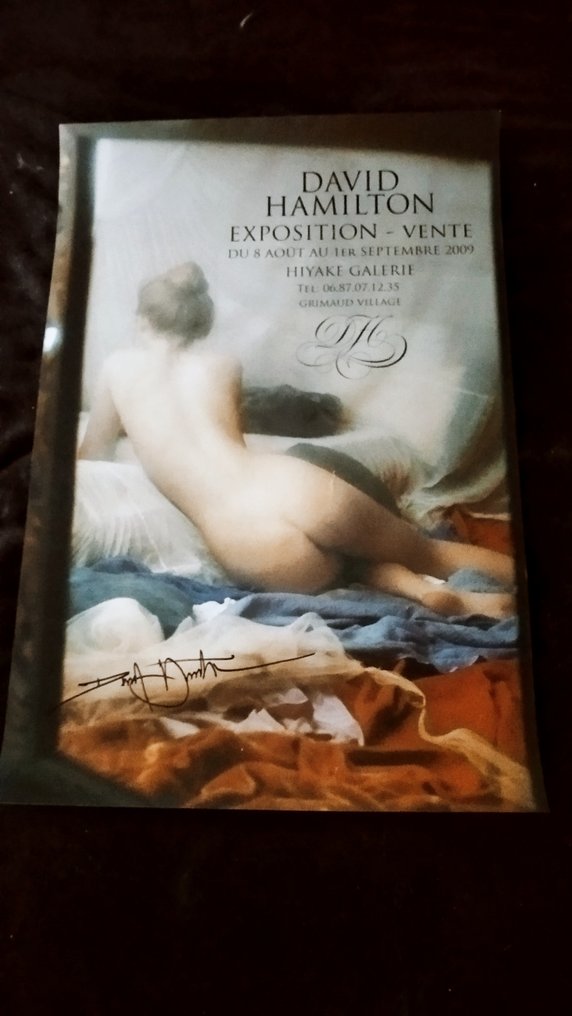 DAVID
HAMILTON
EXPOSITION - VENTE
DU 8 AOUT AU 1ER SEPTEMBRE 2009
HIYAKE GALERIE
TEL: 06.87.07.12.35
GRIMAUD VILLAGE
DH